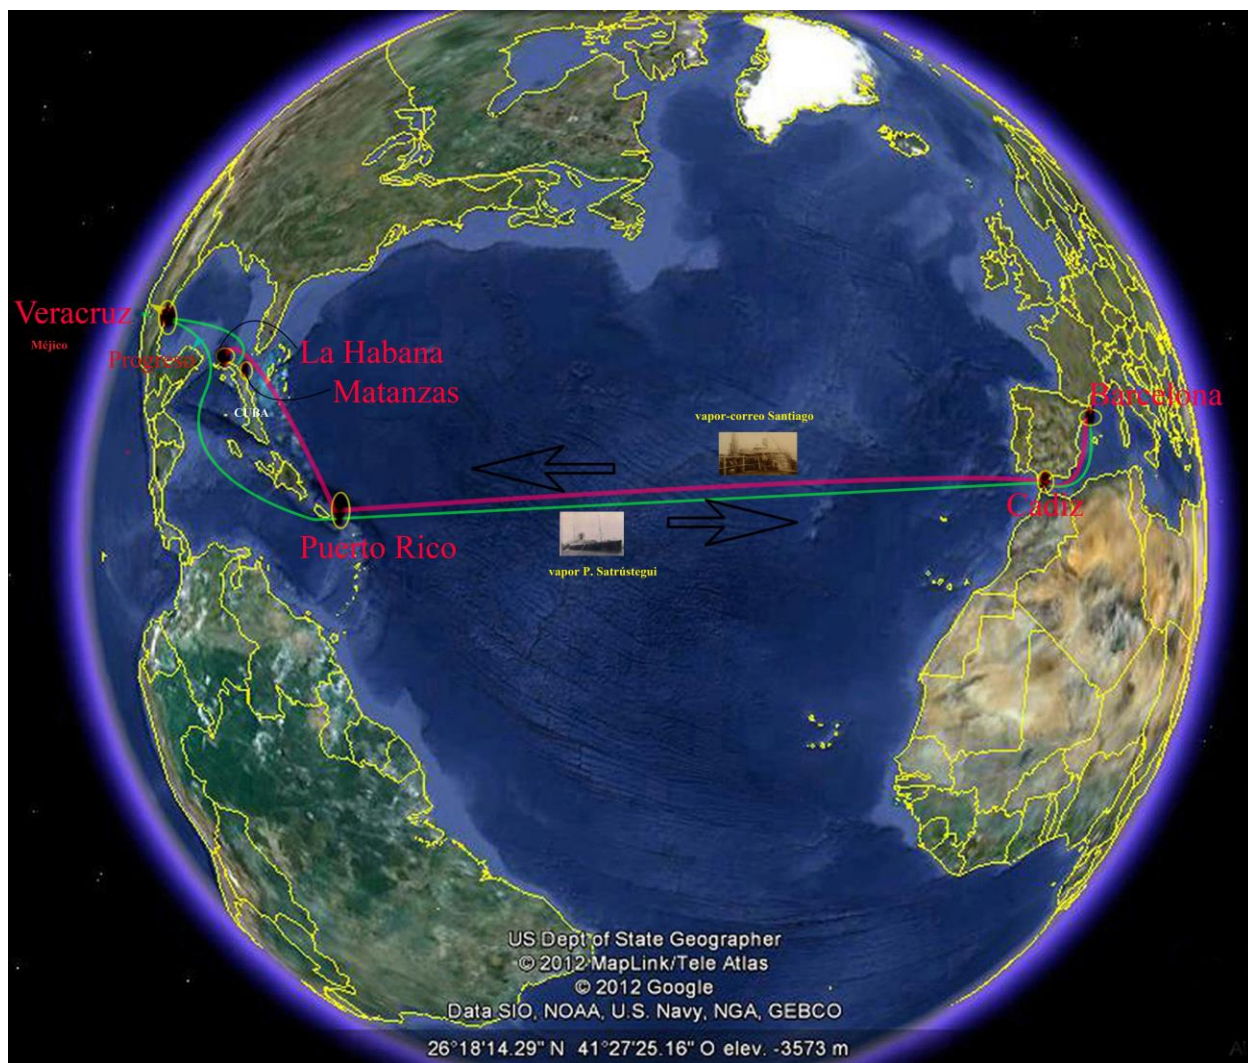 Veracruz
Méjico
Progreso
La Habana
Matanzas
CUBA
Barcelona
vapor-correo Santiago
Cádiz
Puerto Rico
vapor P. Satrústegui
US Dept of State Geographer
© 2012 MapLink/Tele Atlas
© 2012 Google
Data SIO, NOAA, U.S. Navy, NGA, GEBCO
26°18'14.29" N 41°27'25.16" O elev. -3573 m